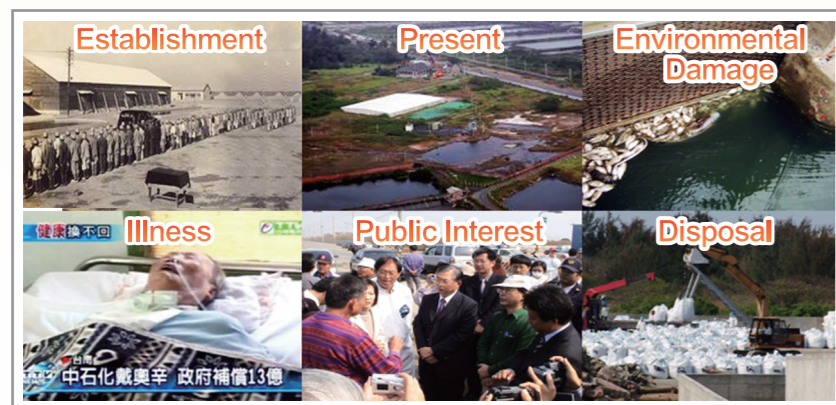 Establishment
Present
Environmental
Damage
健康換不回
Illness
Public Interest
Disposal
台南
中石化戴奧辛 政府補償13億